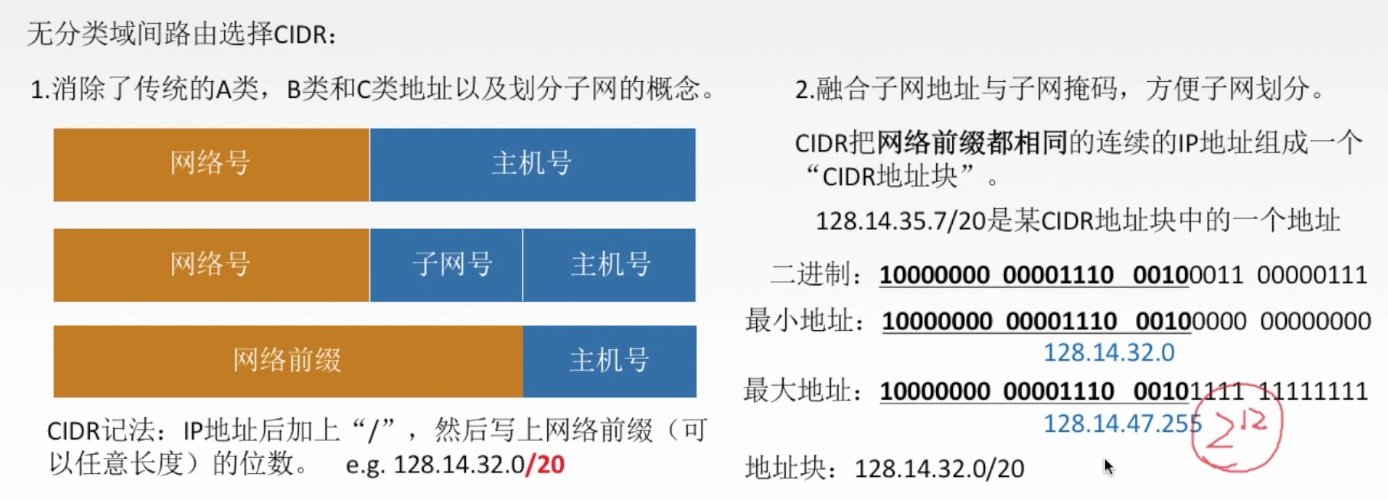 无分类域间路由选择CIDR：
1.消除了传统的A类，B类和C类地址以及划分子网的概念。
网络号 主机号
网络号 子网号 主机号
网络前缀 主机号
CIDR记法：IP地址后加上“/”，然后写上网络前缀（可
以任意长度）的位数。 e.g. 128.14.32.0/20
2.融合子网地址与子网掩码，方便子网划分。
CIDR把网络前缀都相同的连续的IP地址组成一个
“CIDR地址块”。
128.14.35.7/20是某CIDR地址块中的一个地址
二进制：10000000 00001110 00100011 00000111
最小地址：10000000 00001110 00100000 00000000
128.14.32.0
最大地址：10000000 00001110 00101111 11111111
128.14.47.255
2¹²
地址块：128.14.32.0/20